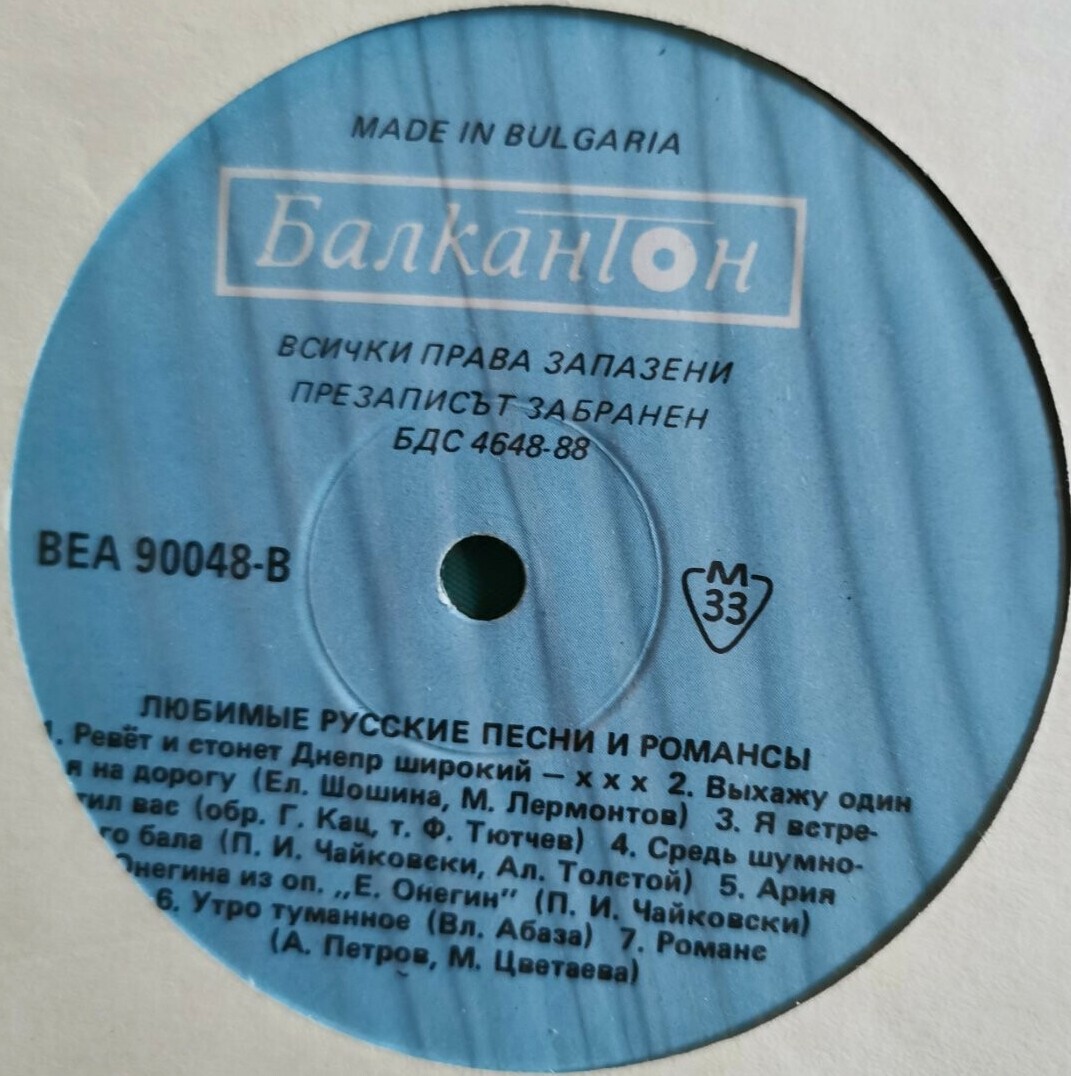 MADE IN BULGARIA
Балкантон
ВСИЧКИ ПРАВА ЗАПАЗЕНИ
ПРЕЗАПИСЪТ ЗАБРАНЕН
БДС 4648-88
ВЕА 90048-В
М
33
ЛЮБИМЫЕ РУССКИЕ ПЕСНИ И РОМАНСЫ
1. Ревёт и стонет Днепр широкий – х х х 2. Выхажу один
я на дорогу (Ел. Шошина, М. Лермонтов) 3. Я встре-
тил вас (обр. Г. Кац, т. Ф. Тютчев) 4. Средь шумно-
го бала (П. И. Чайковски, Ал. Толстой) 5. Ария
Онегина из оп. „Е. Онегин" (П. И. Чайковски)
6. Утро туманное (Вл. Абаза) 7. Романс
(А. Петров, М. Цветаева)